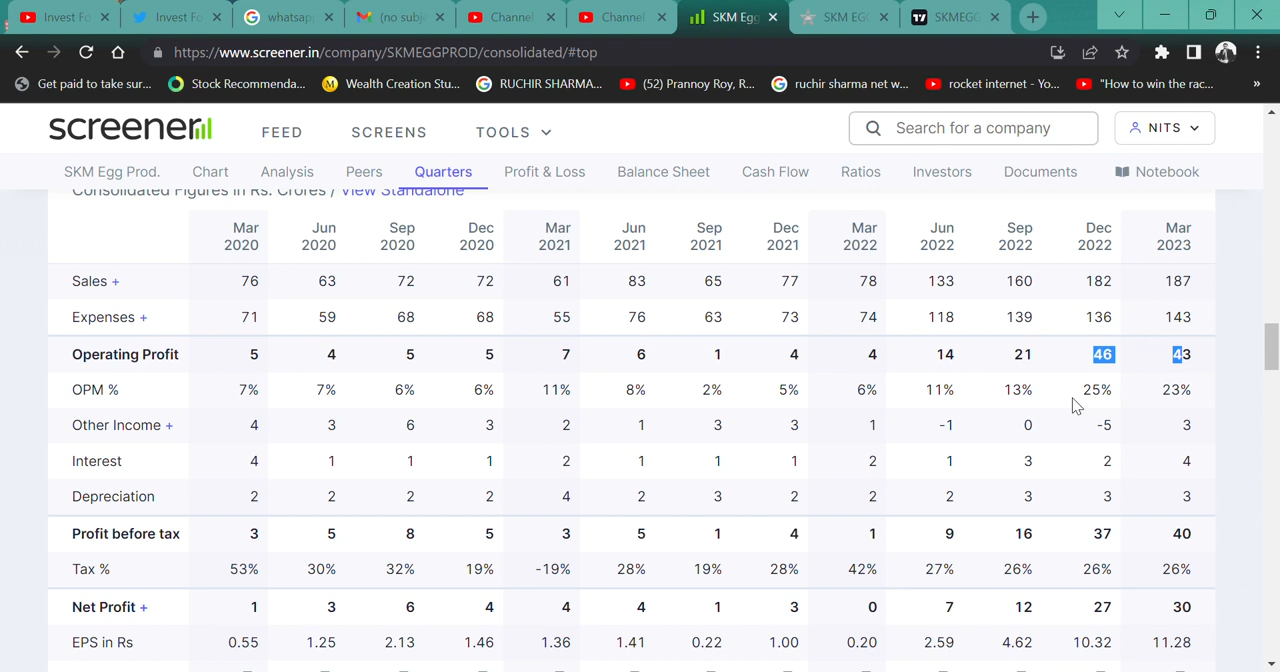 Invest Fo
Invest Fo
whatsap
(no subj
Channel
Channel
SKM Egg
SKM EG
SKMEGG
https://www.screener.in/company/SKMEGGPROD/consolidated/#top
Get paid to take sur...
Stock Recommenda...
Wealth Creation Stu...
RUCHIR SHARMA...
(52) Prannoy Roy, R...
ruchir sharma net w...
rocket internet - Yo...
"How to win the rac...
»
screener
FEED
SCREENS
TOOLS
Search for a company
NITS
SKM Egg Prod.
Chart
Analysis
Peers
Quarters
Profit & Loss
Balance Sheet
Cash Flow
Ratios
Investors
Documents
Notebook
Consolidated Figures in Rs. Crores / View Standalone
Mar 2020 Jun 2020 Sep 2020 Dec 2020 Mar 2021 Jun 2021 Sep 2021 Dec 2021 Mar 2022 Jun 2022 Sep 2022 Dec 2022 Mar 2023
Sales + 76 63 72 72 61 83 65 77 78 133 160 182 187
Expenses + 71 59 68 68 55 76 63 73 74 118 139 136 143
Operating Profit 5 4 5 5 7 6 1 4 4 14 21 46 43
OPM % 7% 7% 6% 6% 11% 8% 2% 5% 6% 11% 13% 25% 23%
Other Income + 4 3 6 3 2 1 3 3 1 -1 0 -5 3
Interest 4 1 1 1 2 1 1 1 2 1 3 2 4
Depreciation 2 2 2 2 4 2 3 2 2 2 3 3 3
Profit before tax 3 5 8 5 3 5 1 4 1 9 16 37 40
Tax % 53% 30% 32% 19% -19% 28% 19% 28% 42% 27% 26% 26% 26%
Net Profit + 1 3 6 4 4 4 1 3 0 7 12 27 30
EPS in Rs 0.55 1.25 2.13 1.46 1.36 1.41 0.22 1.00 0.20 2.59 4.62 10.32 11.28